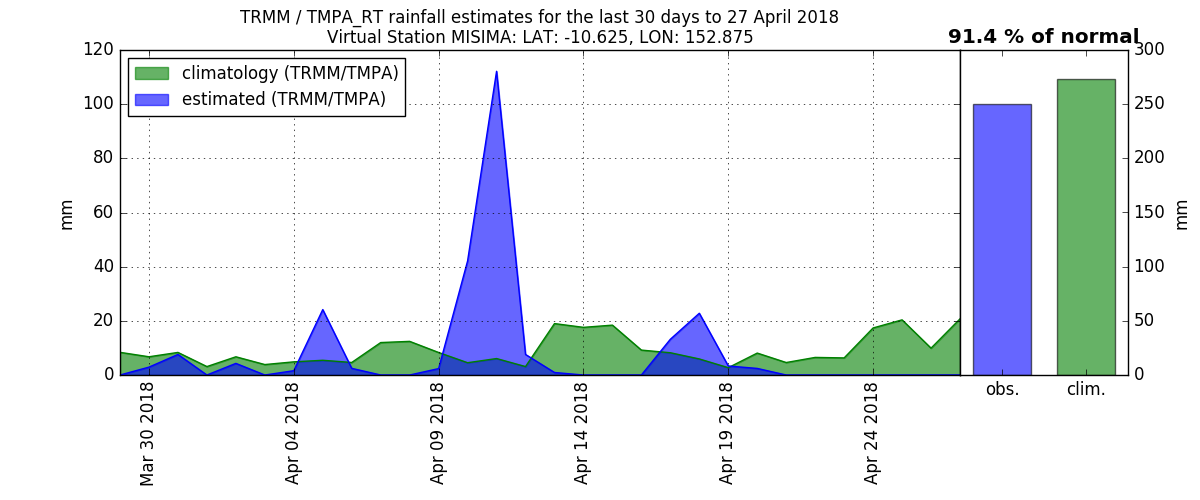 TRMM / TMPA_RT rainfall estimates for the last 30 days to 27 April 2018
Virtual Station MISIMA: LAT: -10.625, LON: 152.875
91.4 % of normal
climatology (TRMM/TMPA)
estimated (TRMM/TMPA)
mm
120
100
80
60
40
20
0
Mar 30 2018
Apr 04 2018
Apr 09 2018
Apr 14 2018
Apr 19 2018
Apr 24 2018
obs.
clim.
300
250
200
150
100
50
0
mm